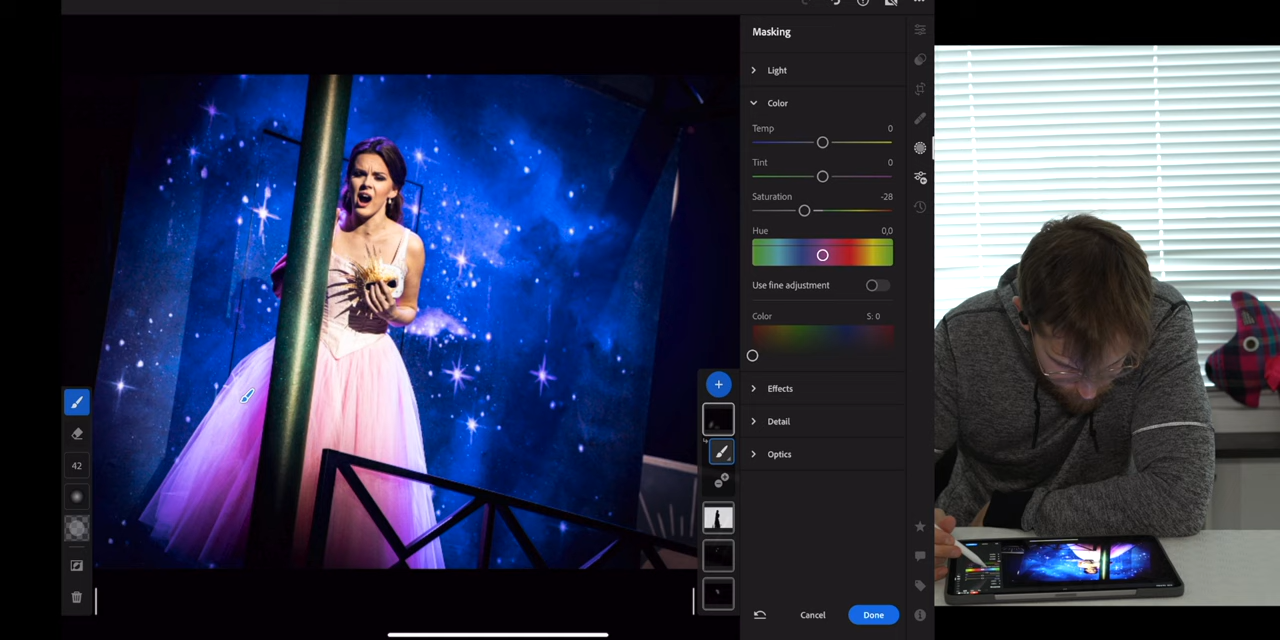 Masking
Light
Color
Temp 0
Tint 0
Saturation -28
Hue 0,0
Use fine adjustment
Color S: 0
Effects
Detail
Optics
42
Cancel
Done